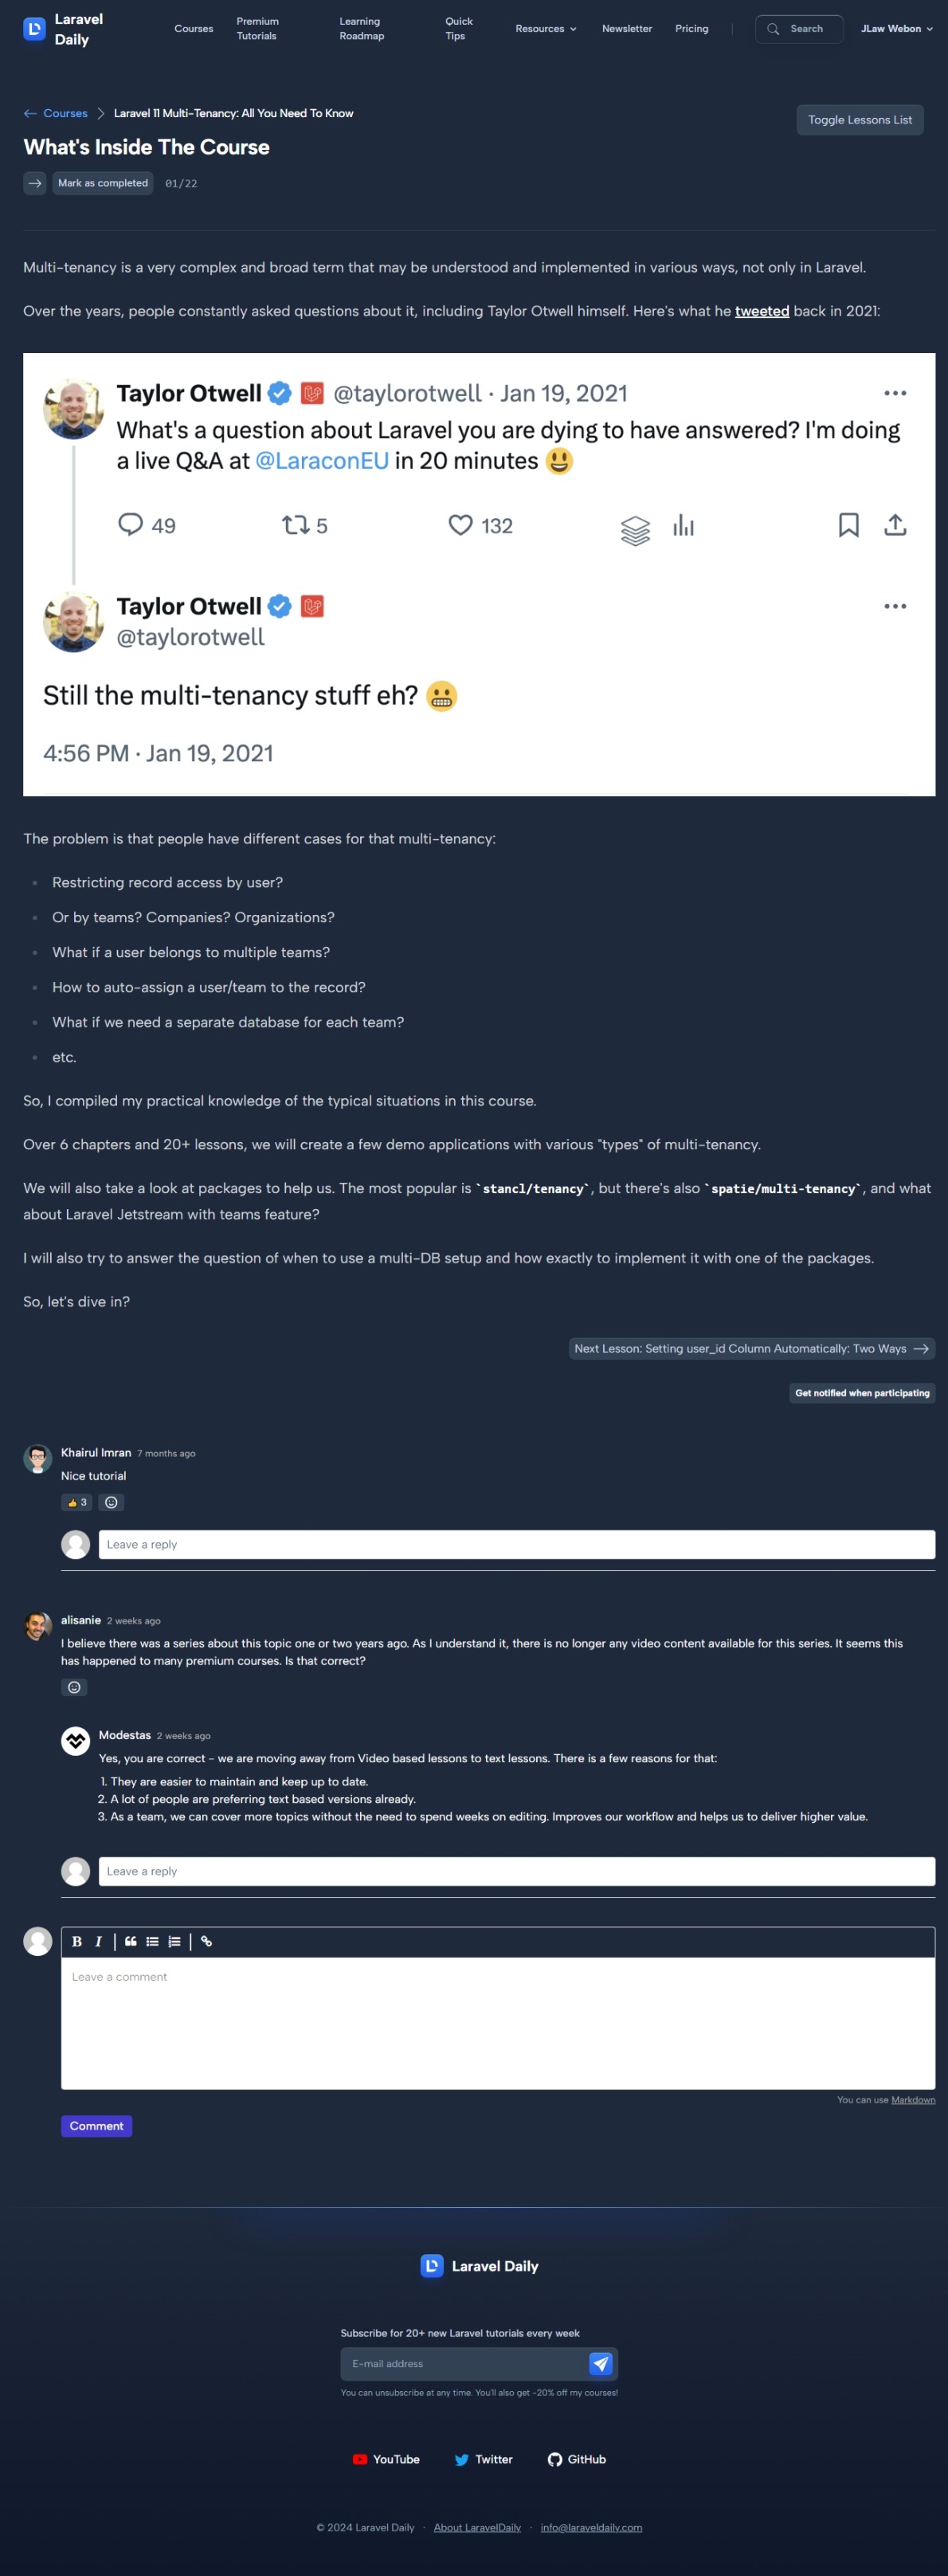 Laravel
Daily
Courses
Premium
Tutorials
Learning
Roadmap
Quick
Tips
Resources
Newsletter
Pricing
Search
JLaw Webon
Courses
Laravel 11 Multi-Tenancy: All You Need To Know
Toggle Lessons List
What's Inside The Course
Mark as completed
01/22
Multi-tenancy is a very complex and broad term that may be understood and implemented in various ways, not only in Laravel.
Over the years, people constantly asked questions about it, including Taylor Otwell himself. Here's what he tweeted back in 2021:
Taylor Otwell @taylorotwell · Jan 19, 2021
What's a question about Laravel you are dying to have answered? I'm doing
a live Q&A at @LaraconEU in 20 minutes 😃
49 5 132
Taylor Otwell
@taylorotwell
Still the multi-tenancy stuff eh? 😬
4:56 PM · Jan 19, 2021
The problem is that people have different cases for that multi-tenancy:
• Restricting record access by user?
• Or by teams? Companies? Organizations?
• What if a user belongs to multiple teams?
• How to auto-assign a user/team to the record?
• What if we need a separate database for each team?
• etc.
So, I compiled my practical knowledge of the typical situations in this course.
Over 6 chapters and 20+ lessons, we will create a few demo applications with various "types" of multi-tenancy.
We will also take a look at packages to help us. The most popular is `stancl/tenancy`, but there's also `spatie/multi-tenancy`, and what
about Laravel Jetstream with teams feature?
I will also try to answer the question of when to use a multi-DB setup and how exactly to implement it with one of the packages.
So, let's dive in?
Next Lesson: Setting user_id Column Automatically: Two Ways
Get notified when participating
Khairul Imran 7 months ago
Nice tutorial
👍 3
Leave a reply
alisanie 2 weeks ago
I believe there was a series about this topic one or two years ago. As I understand it, there is no longer any video content available for this series. It seems this
has happened to many premium courses. Is that correct?
Modestas 2 weeks ago
Yes, you are correct - we are moving away from Video based lessons to text lessons. There is a few reasons for that:
1. They are easier to maintain and keep up to date.
2. A lot of people are preferring text based versions already.
3. As a team, we can cover more topics without the need to spend weeks on editing. Improves our workflow and helps us to deliver higher value.
Leave a reply
B I
Leave a comment
You can use Markdown
Comment
Laravel Daily
Subscribe for 20+ new Laravel tutorials every week
E-mail address
You can unsubscribe at any time. You'll also get -20% off my courses!
YouTube
Twitter
GitHub
© 2024 Laravel Daily · About LaravelDaily · info@laraveldaily.com